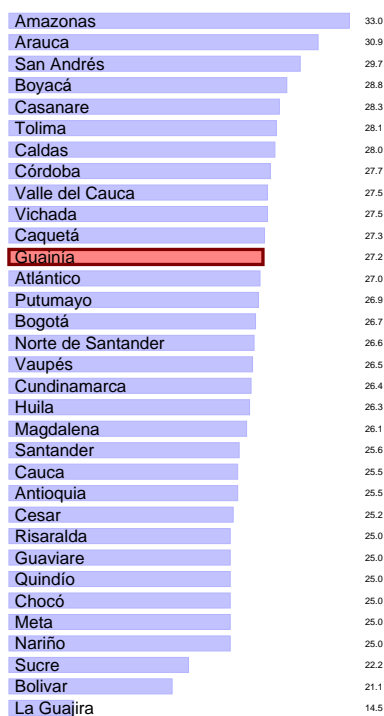 Amazonas 33.0
Arauca 30.9
San Andrés 29.7
Boyacá 28.8
Casanare 28.3
Tolima 28.1
Caldas 28.0
Córdoba 27.7
Valle del Cauca 27.5
Vichada 27.5
Caquetá 27.3
Guainía 27.2
Atlántico 27.0
Putumayo 26.9
Bogotá 26.7
Norte de Santander 26.6
Vaupés 26.5
Cundinamarca 26.4
Huila 26.3
Magdalena 26.1
Santander 25.6
Cauca 25.5
Antioquia 25.5
Cesar 25.2
Risaralda 25.0
Guaviare 25.0
Quindío 25.0
Chocó 25.0
Meta 25.0
Nariño 25.0
Sucre 22.2
Bolivar 21.1
La Guajira 14.5